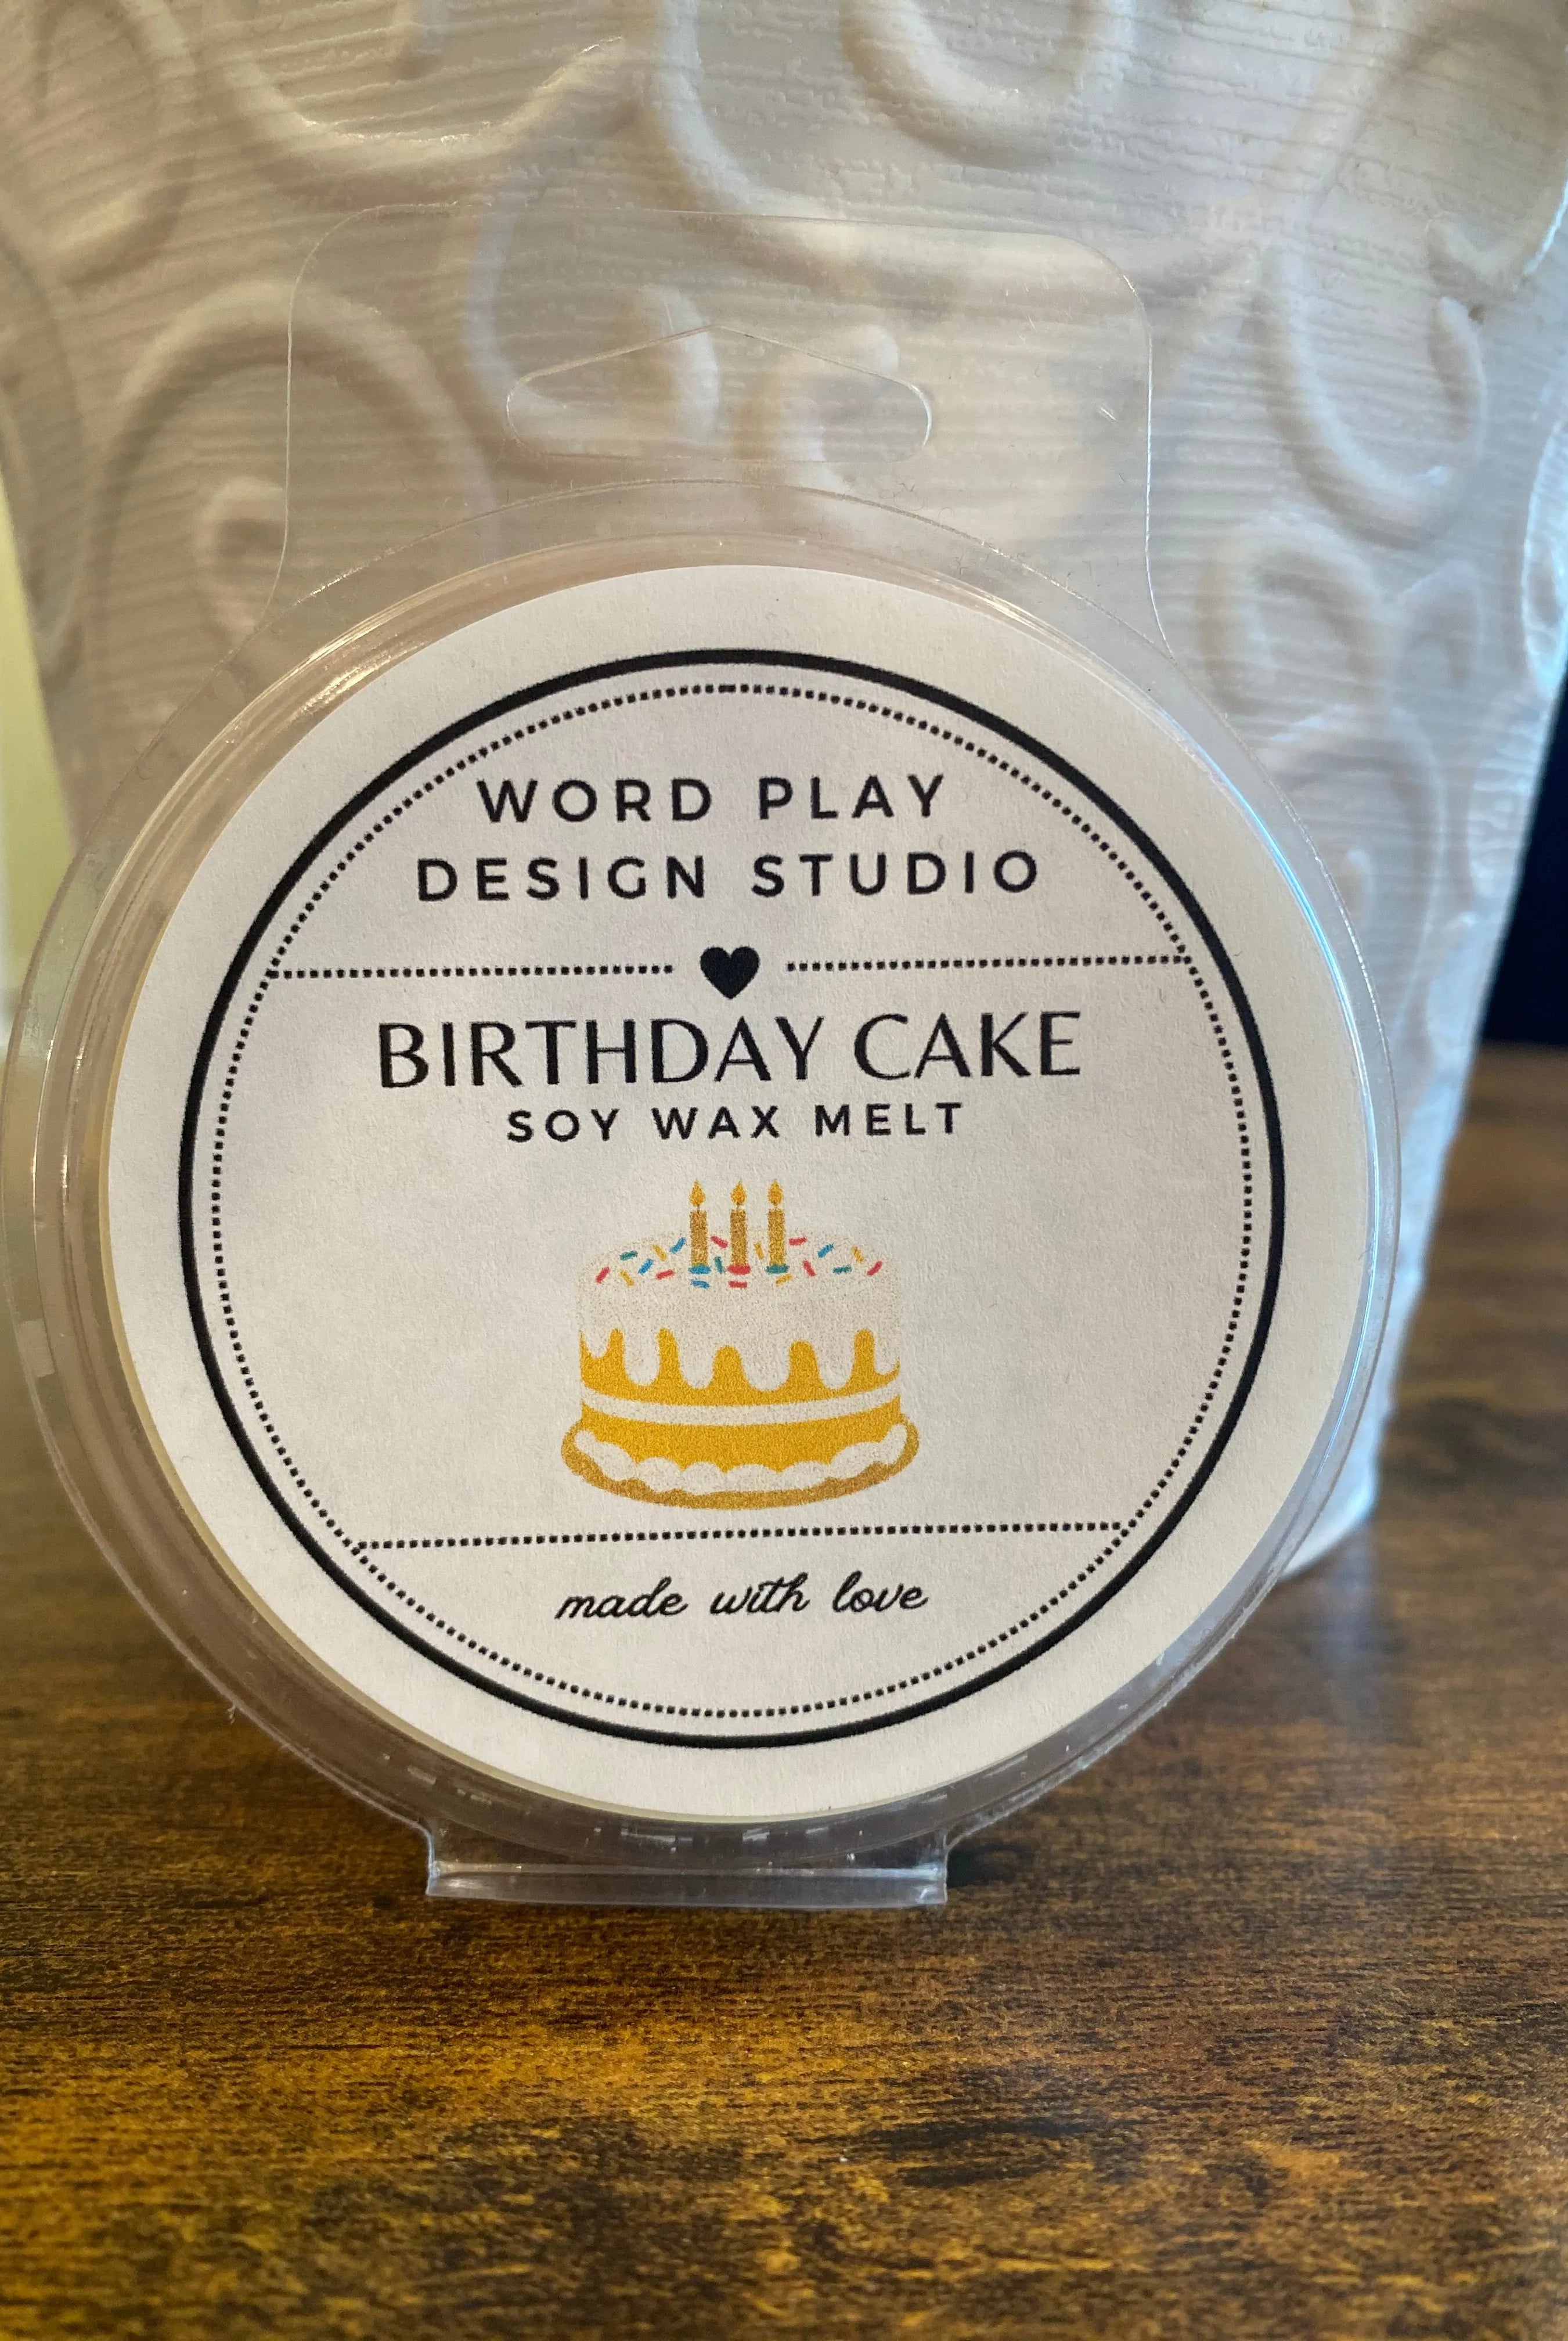 WORD PLAY
DESIGN STUDIO
BIRTHDAY CAKE
SOY WAX MELT
made with love